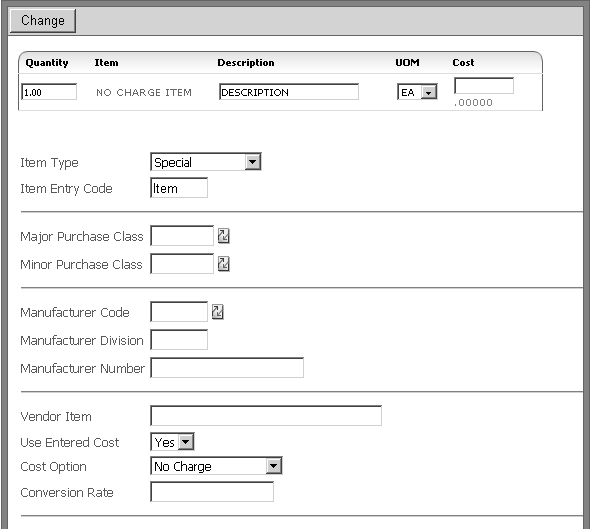 Change
Quantity Item Description UOM Cost
1.00 NO CHARGE ITEM DESCRIPTION EA
.00000
Item Type Special
Item Entry Code Item
Major Purchase Class
Minor Purchase Class
Manufacturer Code
Manufacturer Division
Manufacturer Number
Vendor Item
Use Entered Cost Yes
Cost Option No Charge
Conversion Rate